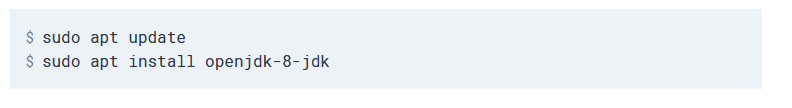 $ sudo apt update
$ sudo apt install openjdk-8-jdk